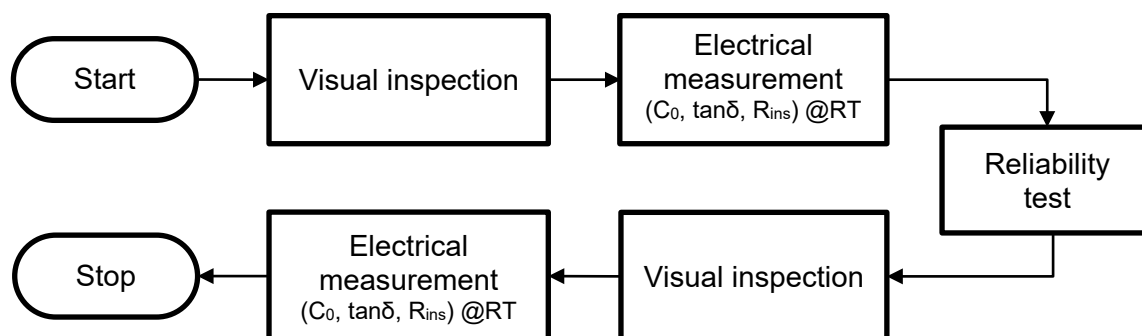 Start
Visual inspection
Electrical
measurement
(C₀, tanδ, Rᵢₙₛ) @RT
Reliability
test
Visual inspection
Electrical
measurement
(C₀, tanδ, Rᵢₙₛ) @RT
Stop